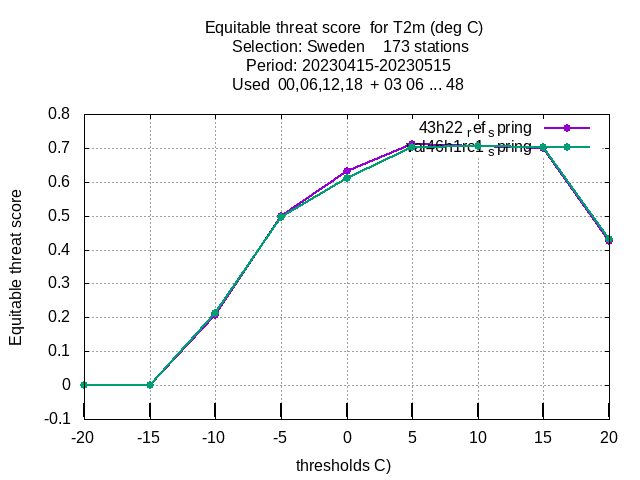 Equitable threat score for T2m (deg C)
Selection: Sweden 173 stations
Period: 20230415-20230515
Used 00,06,12,18 + 03 06 ... 48
0.8
0.7
0.6
0.5
0.4
0.3
0.2
0.1
0
-0.1
Equitable threat score
43h22 ref spring
spring
-20 -15 -10 -5 0 5 10 15 20
thresholds C)